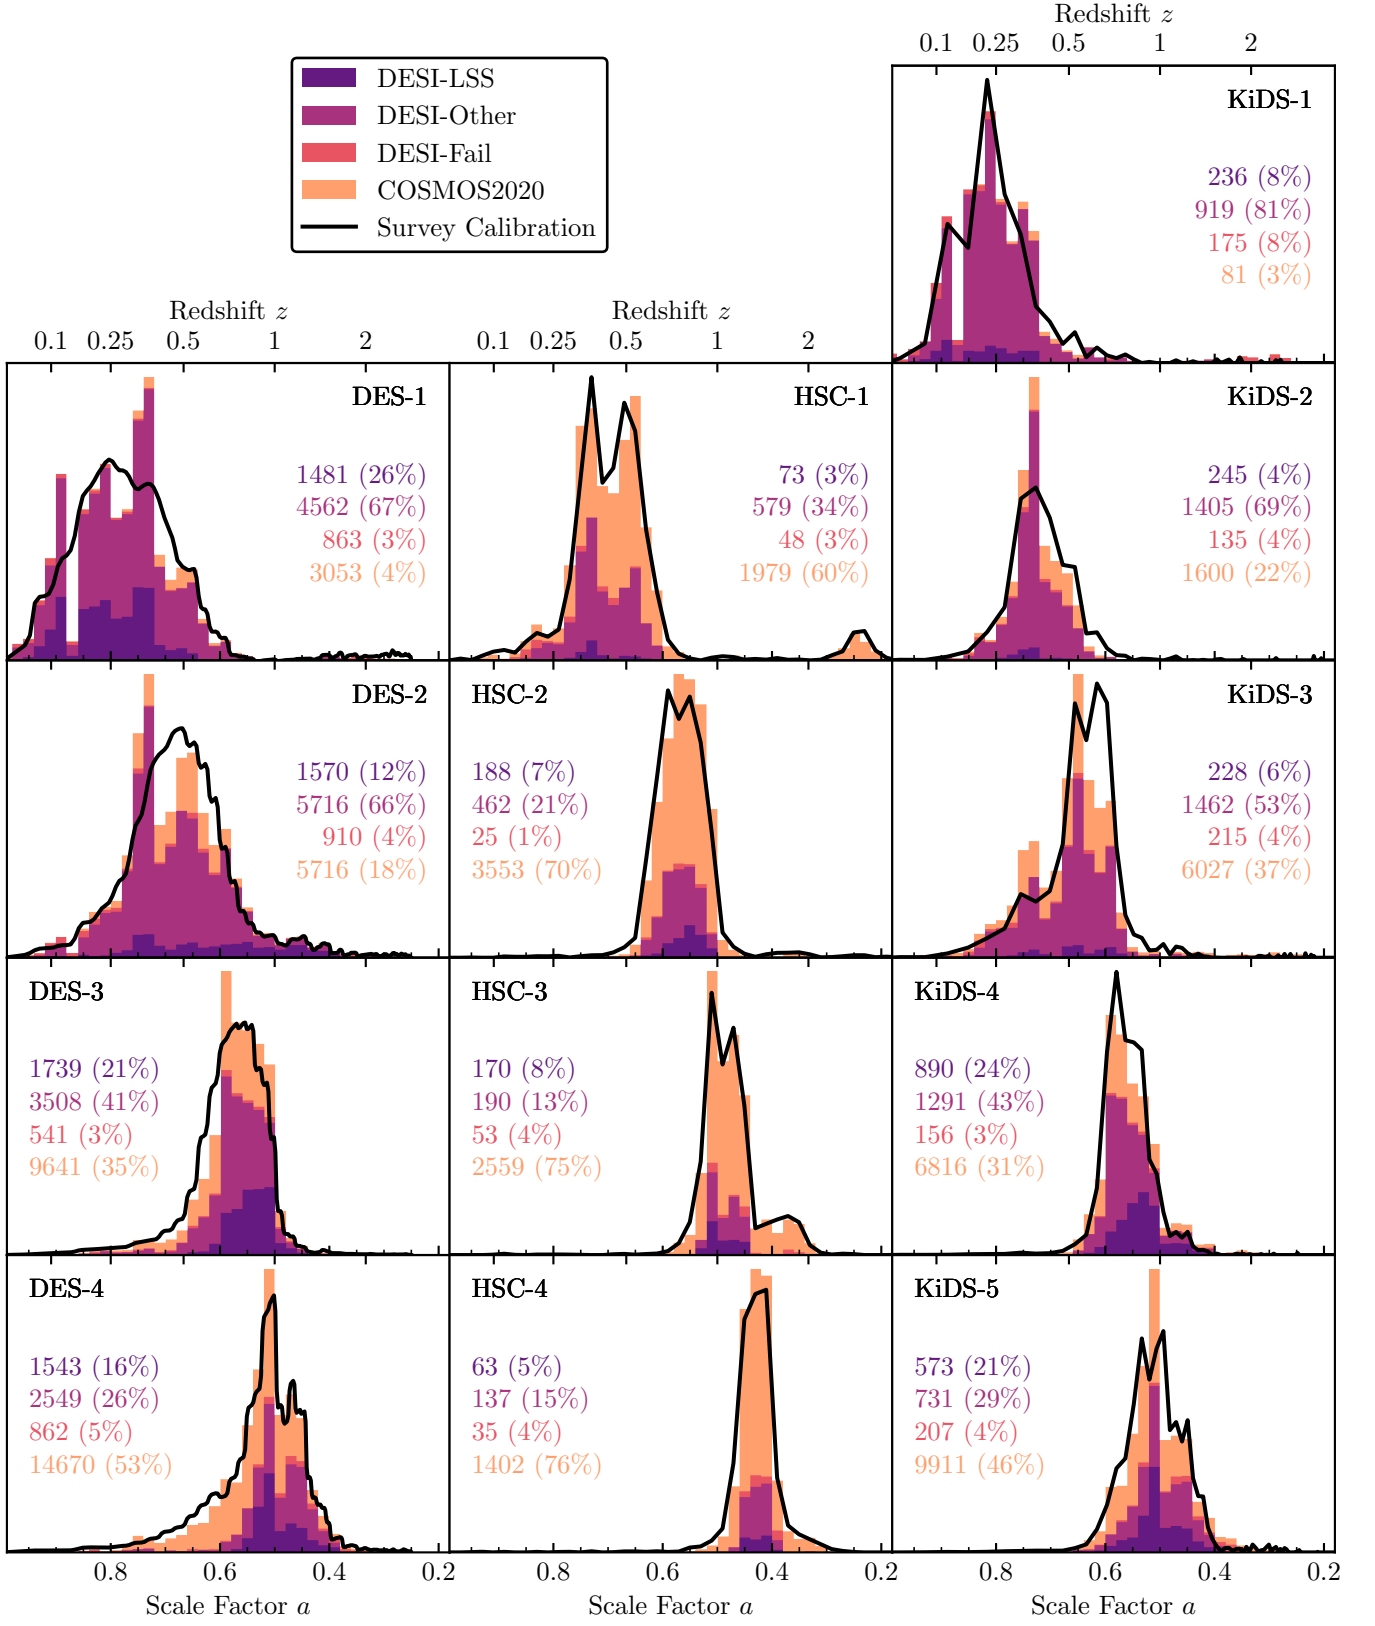 Redshift z
0.1 0.25 0.5 1 2
DESI-LSS
DESI-Other
DESI-Fail
COSMOS2020
Survey Calibration
KiDS-1
236 (8%)
919 (81%)
175 (8%)
81 (3%)
Redshift z
0.1 0.25 0.5 1 2
Redshift z
0.1 0.25 0.5 1 2
DES-1
1481 (26%)
4562 (67%)
863 (3%)
3053 (4%)
HSC-1
73 (3%)
579 (34%)
48 (3%)
1979 (60%)
KiDS-2
245 (4%)
1405 (69%)
135 (4%)
1600 (22%)
DES-2
1570 (12%)
5716 (66%)
910 (4%)
5716 (18%)
HSC-2
188 (7%)
462 (21%)
25 (1%)
3553 (70%)
KiDS-3
228 (6%)
1462 (53%)
215 (4%)
6027 (37%)
DES-3
1739 (21%)
3508 (41%)
541 (3%)
9641 (35%)
HSC-3
170 (8%)
190 (13%)
53 (4%)
2559 (75%)
KiDS-4
890 (24%)
1291 (43%)
156 (3%)
6816 (31%)
DES-4
1543 (16%)
2549 (26%)
862 (5%)
14670 (53%)
HSC-4
63 (5%)
137 (15%)
35 (4%)
1402 (76%)
KiDS-5
573 (21%)
731 (29%)
207 (4%)
9911 (46%)
0.8 0.6 0.4 0.2
Scale Factor a
0.8 0.6 0.4 0.2
Scale Factor a
0.8 0.6 0.4 0.2
Scale Factor a